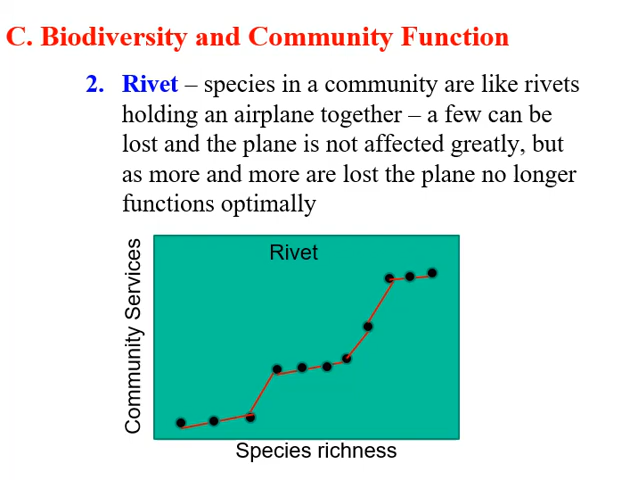 C. Biodiversity and Community Function
2. Rivet – species in a community are like rivets
holding an airplane together – a few can be
lost and the plane is not affected greatly, but
as more and more are lost the plane no longer
functions optimally
Rivet
Community Services
Species richness